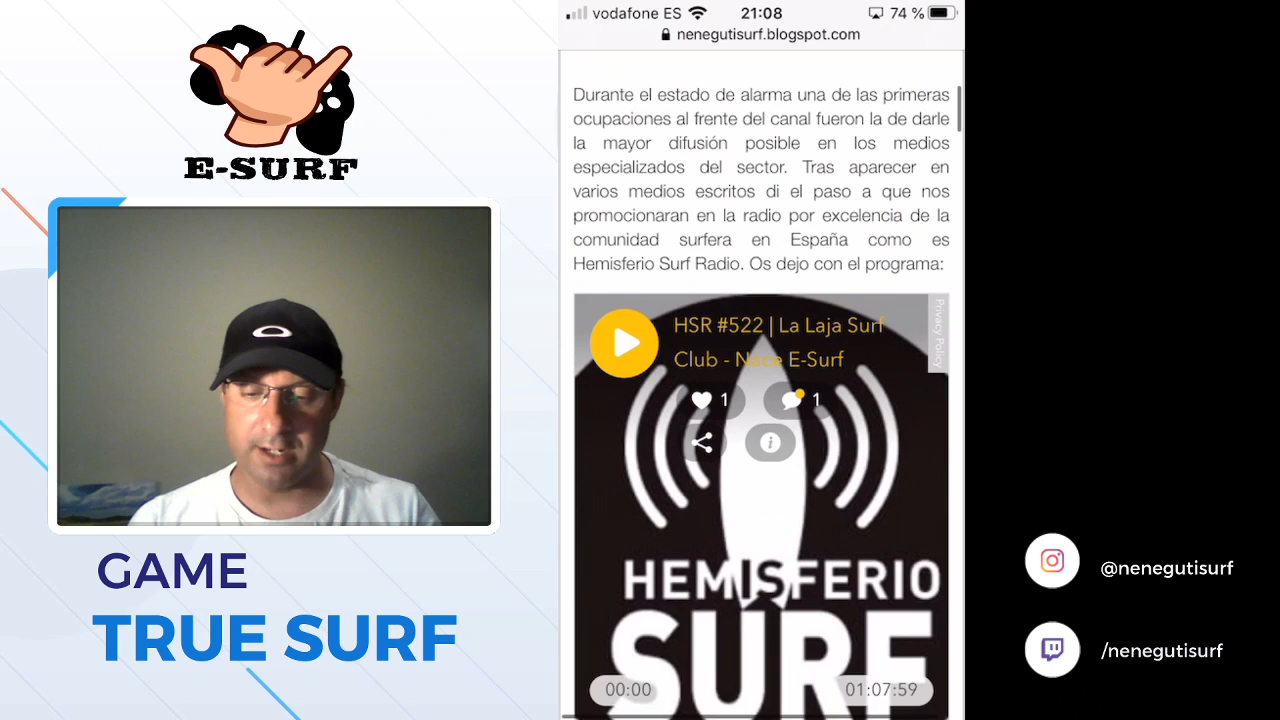 E-SURF
GAME
TRUE SURF
vodafone ES 21:08 74 %
nenegutisurf.blogspot.com
Durante el estado de alarma una de las primeras
ocupaciones al frente del canal fueron la de darle
la mayor difusión posible en los medios
especializados del sector. Tras aparecer en
varios medios escritos di el paso a que nos
promocionaran en la radio por excelencia de la
comunidad surfera en España como es
Hemisferio Surf Radio. Os dejo con el programa:
HSR #522 | La Laja Surf
Club - Nece E-Surf
Privacy Policy
1 1
HEMISFERIO
SURF
00:00 01:07:59
@nenegutisurf
/nenegutisurf